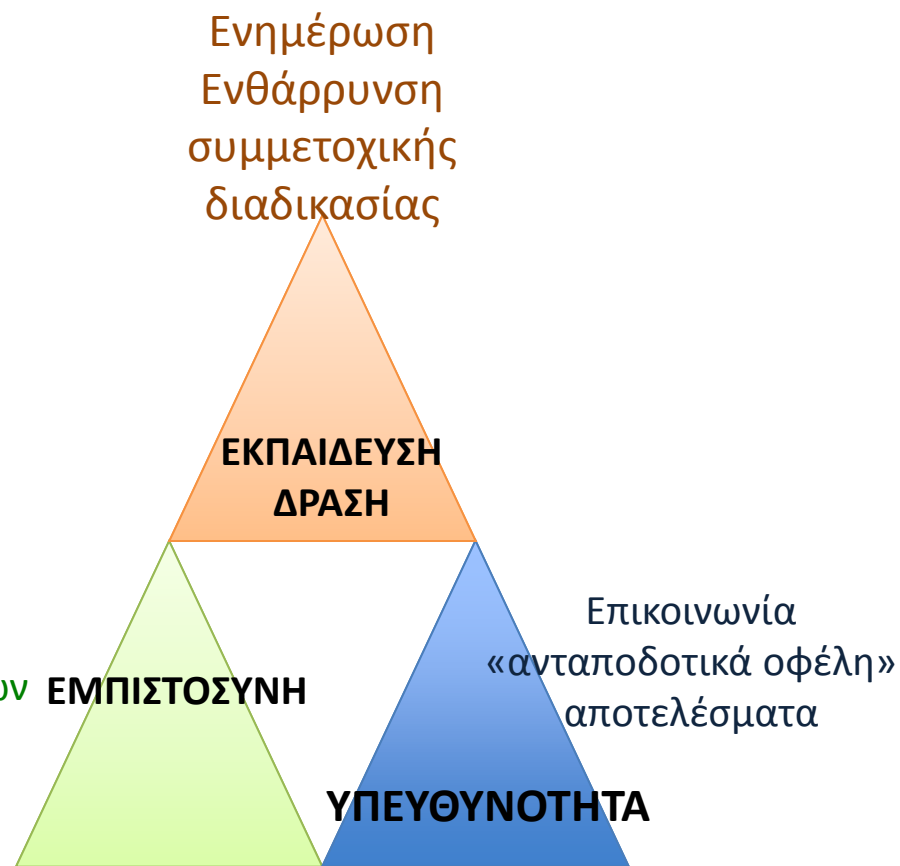 Ενημέρωση
Ενθάρρυνση
συμμετοχικής
διαδικασίας
ΕΚΠΑΙΔΕΥΣΗ
ΔΡΑΣΗ
Επικοινωνία
«ανταποδοτικά οφέλη»
αποτελέσματα
ΕΜΠΙΣΤΟΣΥΝΗ
ΥΠΕΥΘΥΝΟΤΗΤΑ